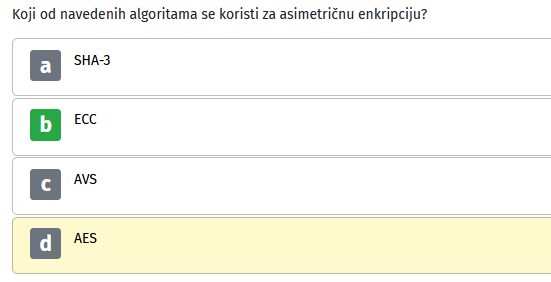 Koji od navedenih algoritama se koristi za asimetričnu enkripciju?
a SHA-3
b ECC
c AVS
d AES